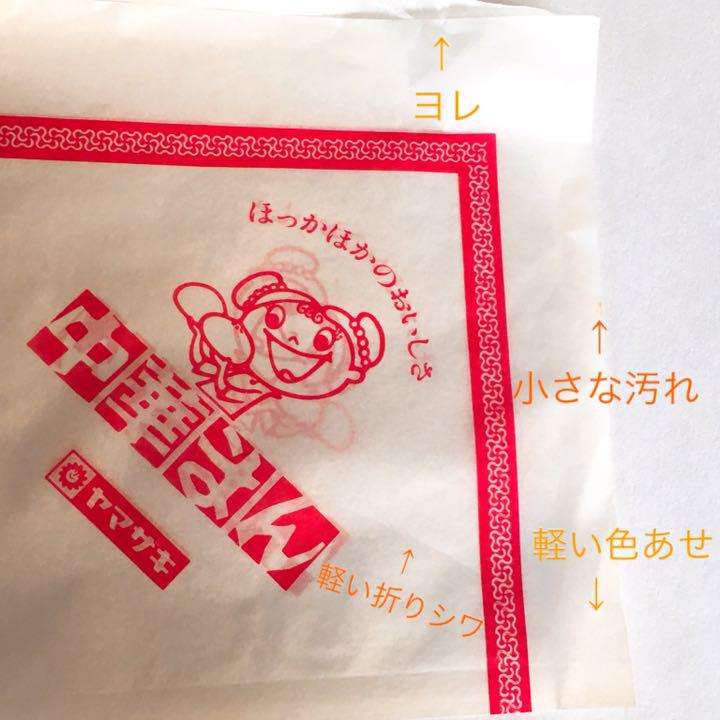 ヨレ
ほっかほかのおいしさ
中華まん
ヤマザキ
小さな汚れ
軽い色あせ
軽い折りシワ